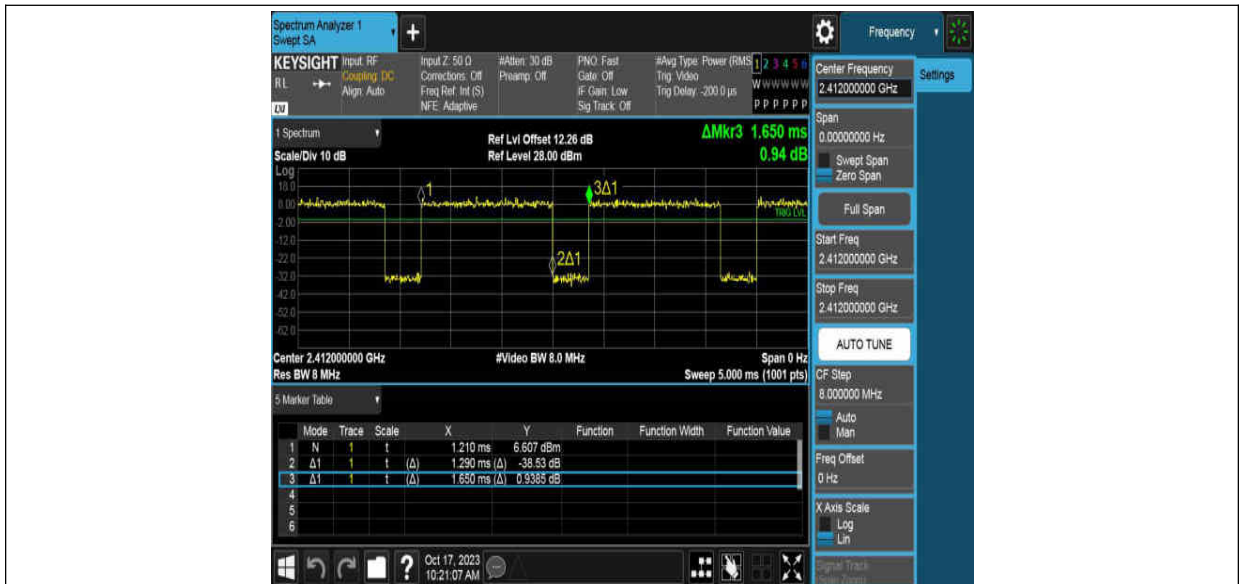 Spectrum Analyzer 1
Swept SA
+
Frequency
KEYSIGHT Input: RF
RL Coupling: DC
Align: Auto
LXI
Input Z: 50 Ω
Corrections: Off
Freq Ref: Int (S)
NFE: Adaptive
#Atten: 30 dB
Preamp: Off
PNO: Fast
Gate: Off
IF Gain: Low
Sig Track: Off
#Avg Type: Power (RMS
Trig: Video
Trig Delay: -200.0 µs
1 2 3 4 5 6
W W W W W W
P P P P P P
Center Frequency
2.412000000 GHz
Settings
Span
0.00000000 Hz
Swept Span
Zero Span
Full Span
Start Freq
2.412000000 GHz
Stop Freq
2.412000000 GHz
AUTO TUNE
CF Step
8.000000 MHz
Auto
Man
Freq Offset
0 Hz
X Axis Scale
Log
Lin
Signal Track
(Span Zoom)
1 Spectrum
Scale/Div 10 dB
Ref Lvl Offset 12.26 dB
Ref Level 28.00 dBm
ΔMkr3 1.650 ms
0.94 dB
Log
18.0
8.00
-2.00
-12.0
-22.0
-32.0
-42.0
-52.0
-62.0
1
3Δ1
2Δ1
TRIG LVL
Center 2.412000000 GHz
Res BW 8 MHz
#Video BW 8.0 MHz
Span 0 Hz
Sweep 5.000 ms (1001 pts)
5 Marker Table
Mode Trace Scale X Y Function Function Width Function Value
1 N 1 t 1.210 ms 6.607 dBm
2 Δ1 1 t (Δ) 1.290 ms (Δ) -38.53 dB
3 Δ1 1 t (Δ) 1.650 ms (Δ) 0.9385 dB
4
5
6
?
Oct 17, 2023
10:21:07 AM